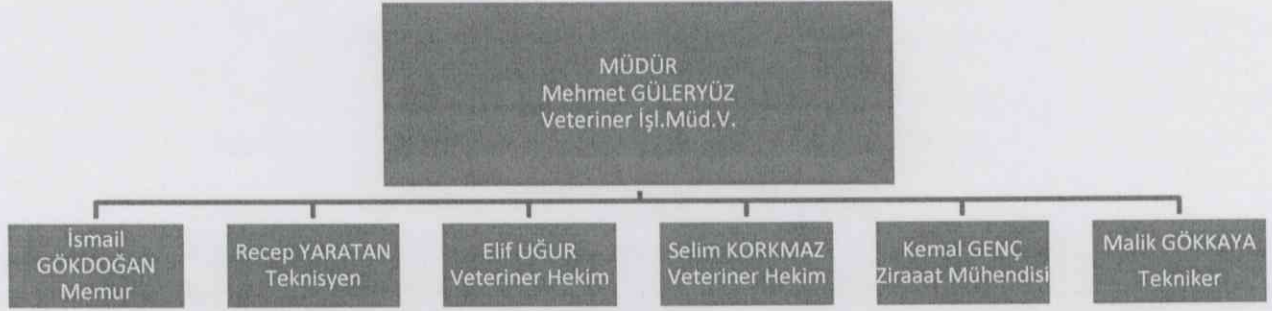 MÜDÜR
Mehmet GÜLERYÜZ
Veteriner İşl.Müd.V.
İsmail
GÖKDOĞAN
Memur
Recep YARATAN
Teknisyen
Elif UĞUR
Veteriner Hekim
Selim KORKMAZ
Veteriner Hekim
Kemal GENÇ
Ziraaat Mühendisi
Malik GÖKKAYA
Tekniker